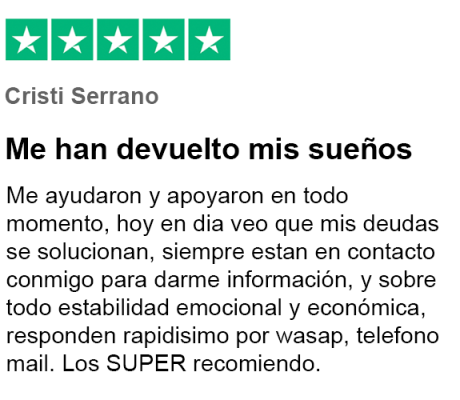 Cristi Serrano
Me han devuelto mis sueños
Me ayudaron y apoyaron en todo
momento, hoy en dia veo que mis deudas
se solucionan, siempre estan en contacto
conmigo para darme información, y sobre
todo estabilidad emocional y económica,
responden rapidisimo por wasap, telefono
mail. Los SUPER recomiendo.